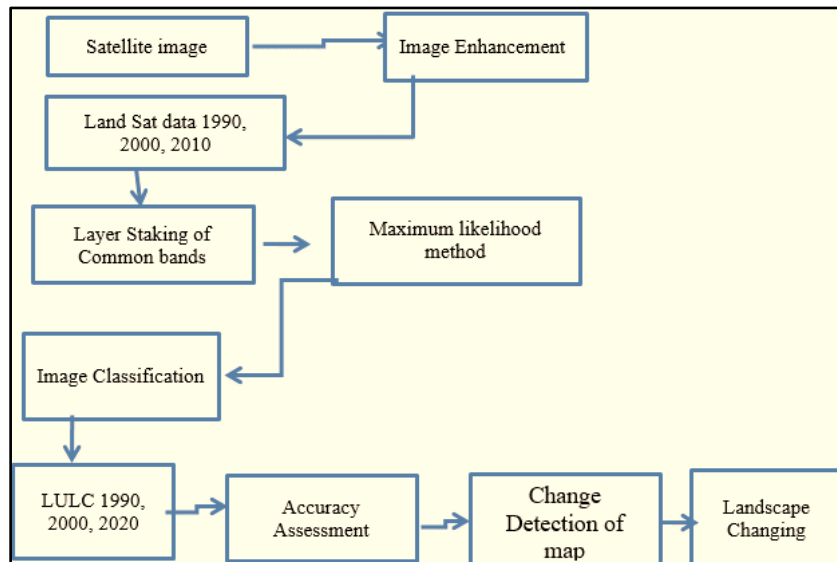 Satellite image
Image Enhancement
Land Sat data 1990,
2000, 2010
Layer Staking of
Common bands
Maximum likelihood
method
Image Classification
LULC 1990,
2000, 2020
Accuracy
Assessment
Change
Detection of
map
Landscape
Changing